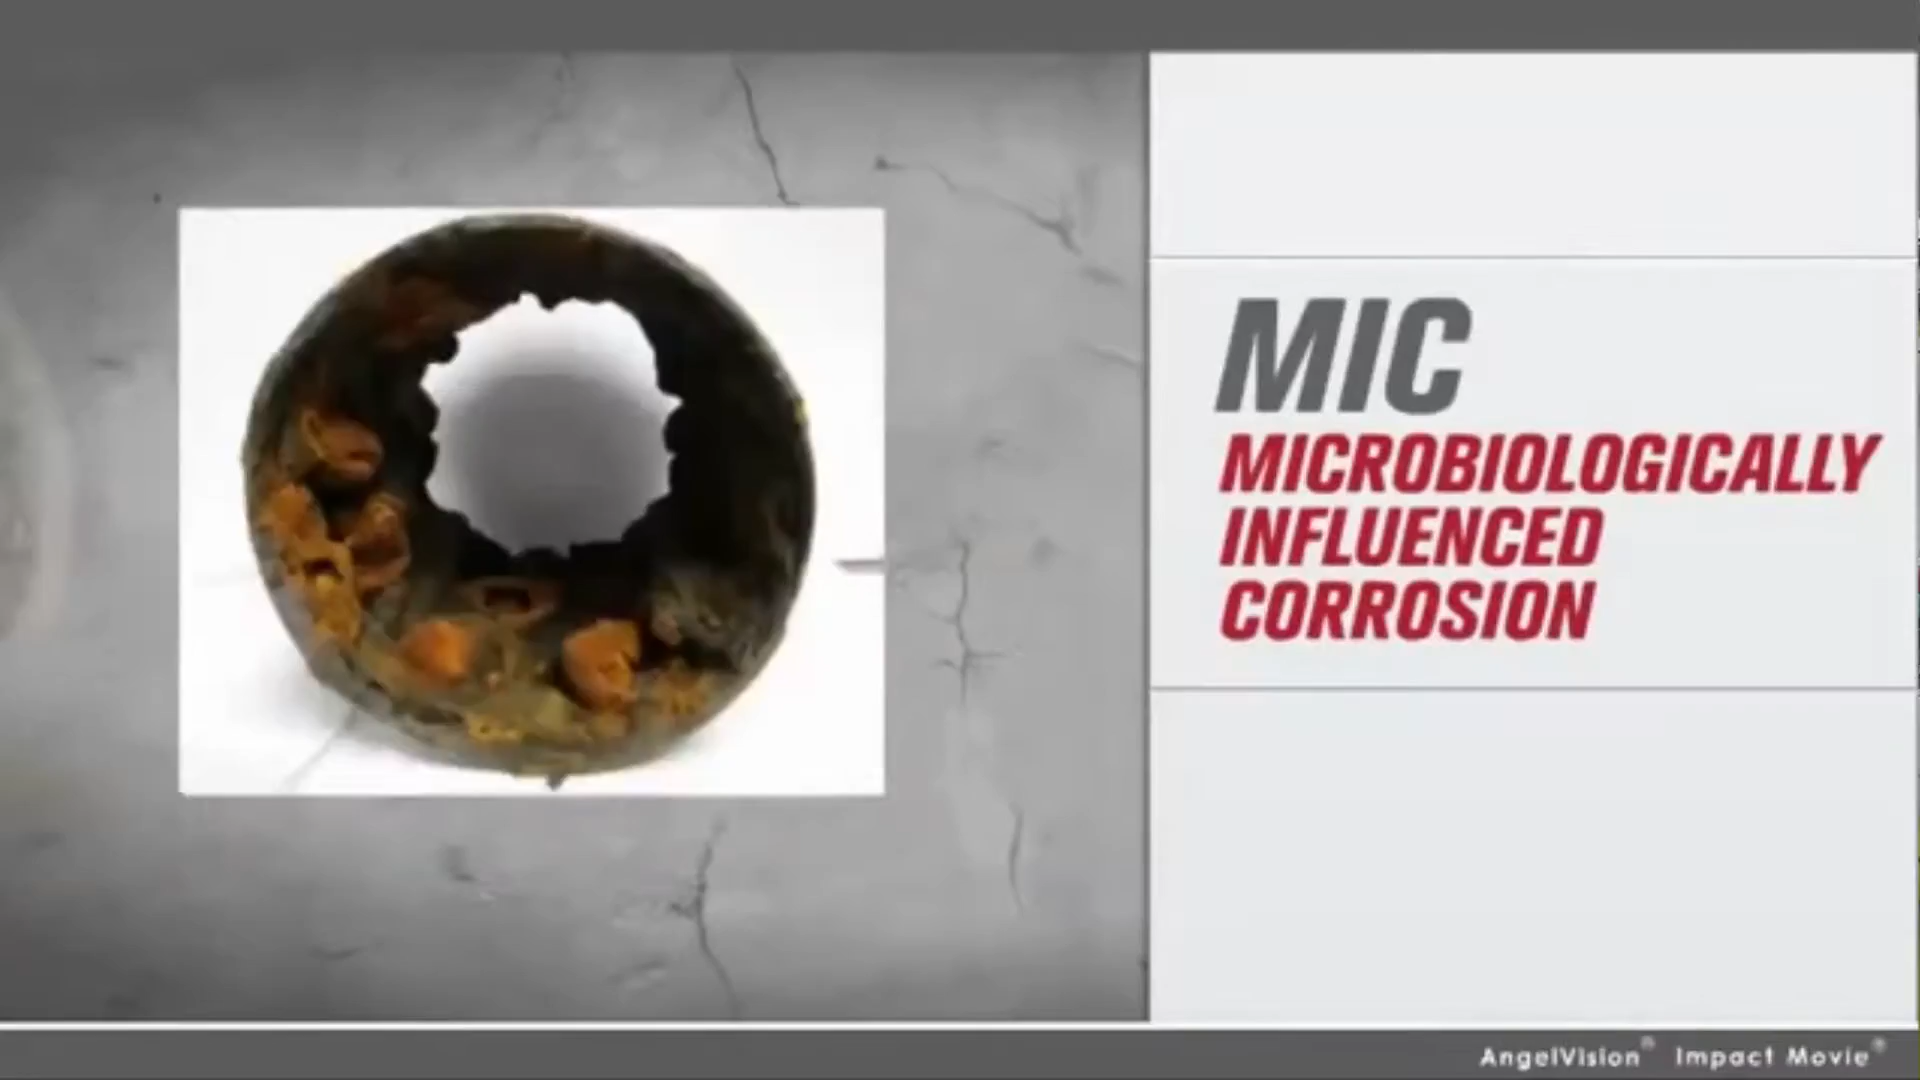 MIC
MICROBIOLOGICALLY
INFLUENCED
CORROSION
AngelVision® Impact Movie®